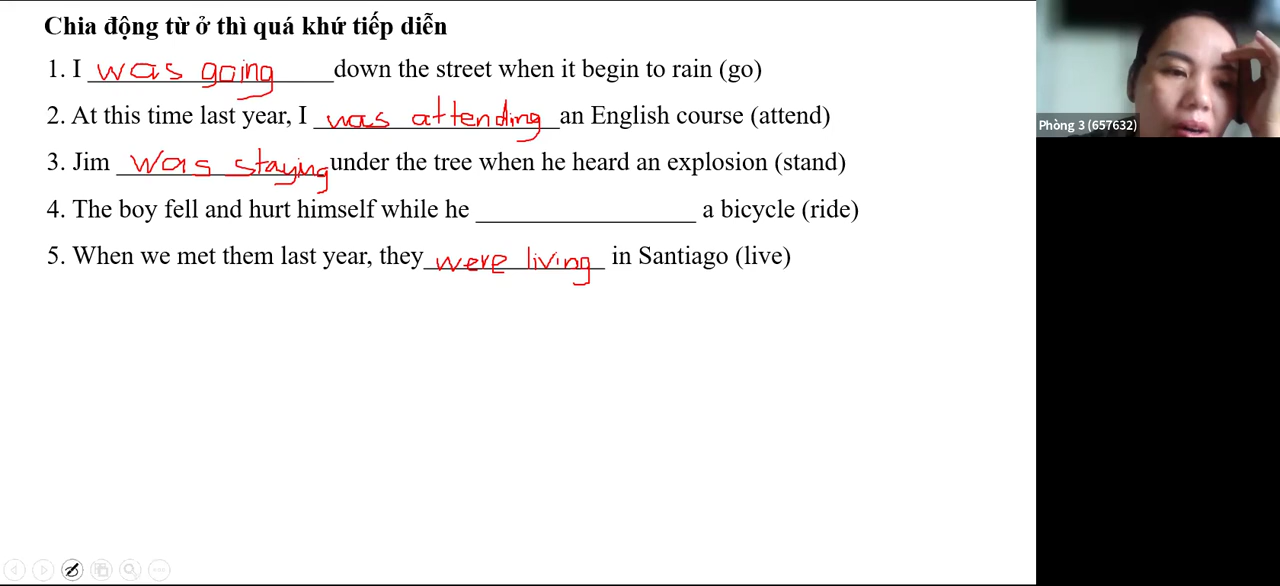 Chia động từ ở thì quá khứ tiếp diễn
1. I was going down the street when it begin to rain (go)
2. At this time last year, I was attending an English course (attend)
3. Jim was staying under the tree when he heard an explosion (stand)
4. The boy fell and hurt himself while he ________________ a bicycle (ride)
5. When we met them last year, they were living in Santiago (live)
Phòng 3 (657632)